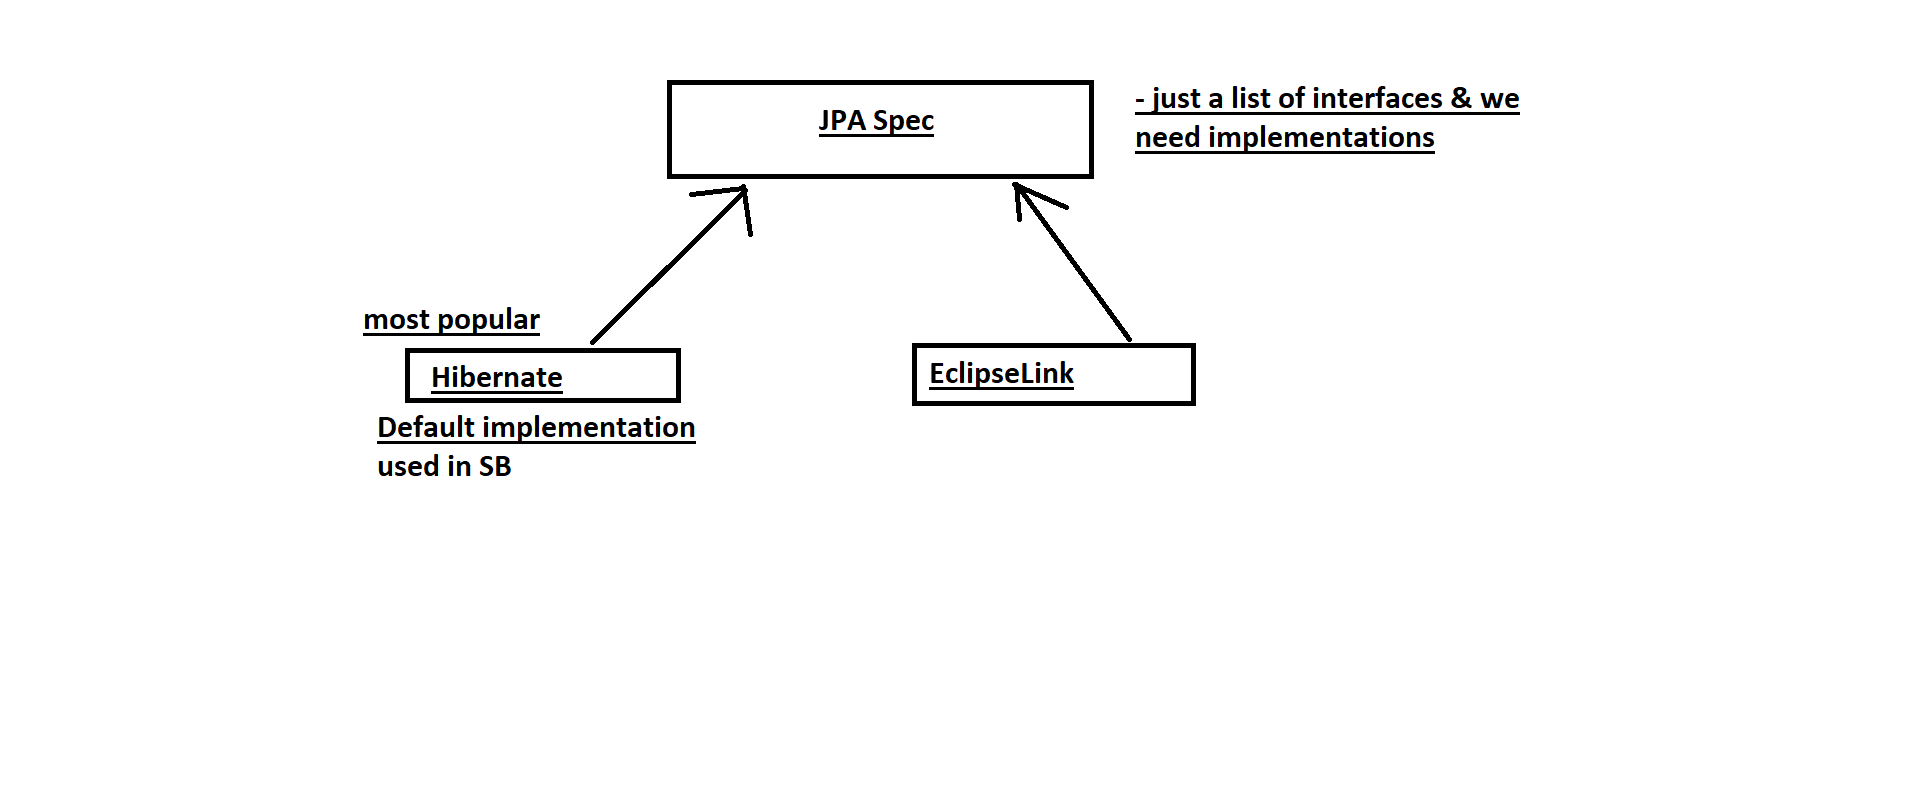 JPA Spec
- just a list of interfaces & we
need implementations
most popular
Hibernate
Default implementation
used in SB
EclipseLink